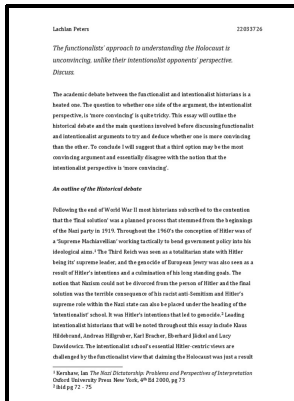 Lachlan Peters 22033726
The functionalists' approach to understanding the Holocaust is
unconvincing, unlike their intentionalist opponents' perspective.
Discuss.
The academic debate between the functionalist and intentionalist historians is a
heated one. The question to whether one side of the argument, the intentionalist
perspective, is 'more convincing' is quite tricky. This essay will outline the
historical debate and the main questions involved before discussing functionalist
and intentionalist arguments to try and deduce whether one is more convincing
than the other. To conclude I will suggest that a third option may be the most
convincing argument and essentially disagree with the notion that the
intentionalist perspective is 'more convincing'.
An outline of the Historical debate
Following the end of World War II most historians subscribed to the contention
that the 'final solution' was a planned process that stemmed from the beginnings
of the Nazi party in 1919. Throughout the 1960's the conception of Hitler was of
a 'Supreme Machiavellian' working tactically to bend government policy into his
ideological aims.¹ The Third Reich was seen as a totalitarian state with Hitler
being its' supreme leader, and the genocide of European Jewry was also seen as a
result of Hitler's intentions and a culmination of his long standing goals. The
notion that Nazism could not be divorced from the person of Hitler and the final
solution was the terrible consequence of his racist anti-Semitism and Hitler's
supreme role within the Nazi state can also be placed under the heading of the
'intentionalist' school. It was Hitler's intentions that led to genocide.² Leading
intentionalist historians that will be noted throughout this essay include Klaus
Hildebrand, Andreas Hillgruber, Karl Bracher, Eberhard Jäckel and Lucy
Dawidowicz. The intentionalist school's essential Hitler-centric views are
challenged by the functionalist view that claiming the Holocaust was just a result
¹ Kershaw, Ian The Nazi Dictatorship: Problems and Perspectives of Interpretation
Oxford University Press New York, 4th Ed 2000, pg 73
² Ibid pg 72 - 75